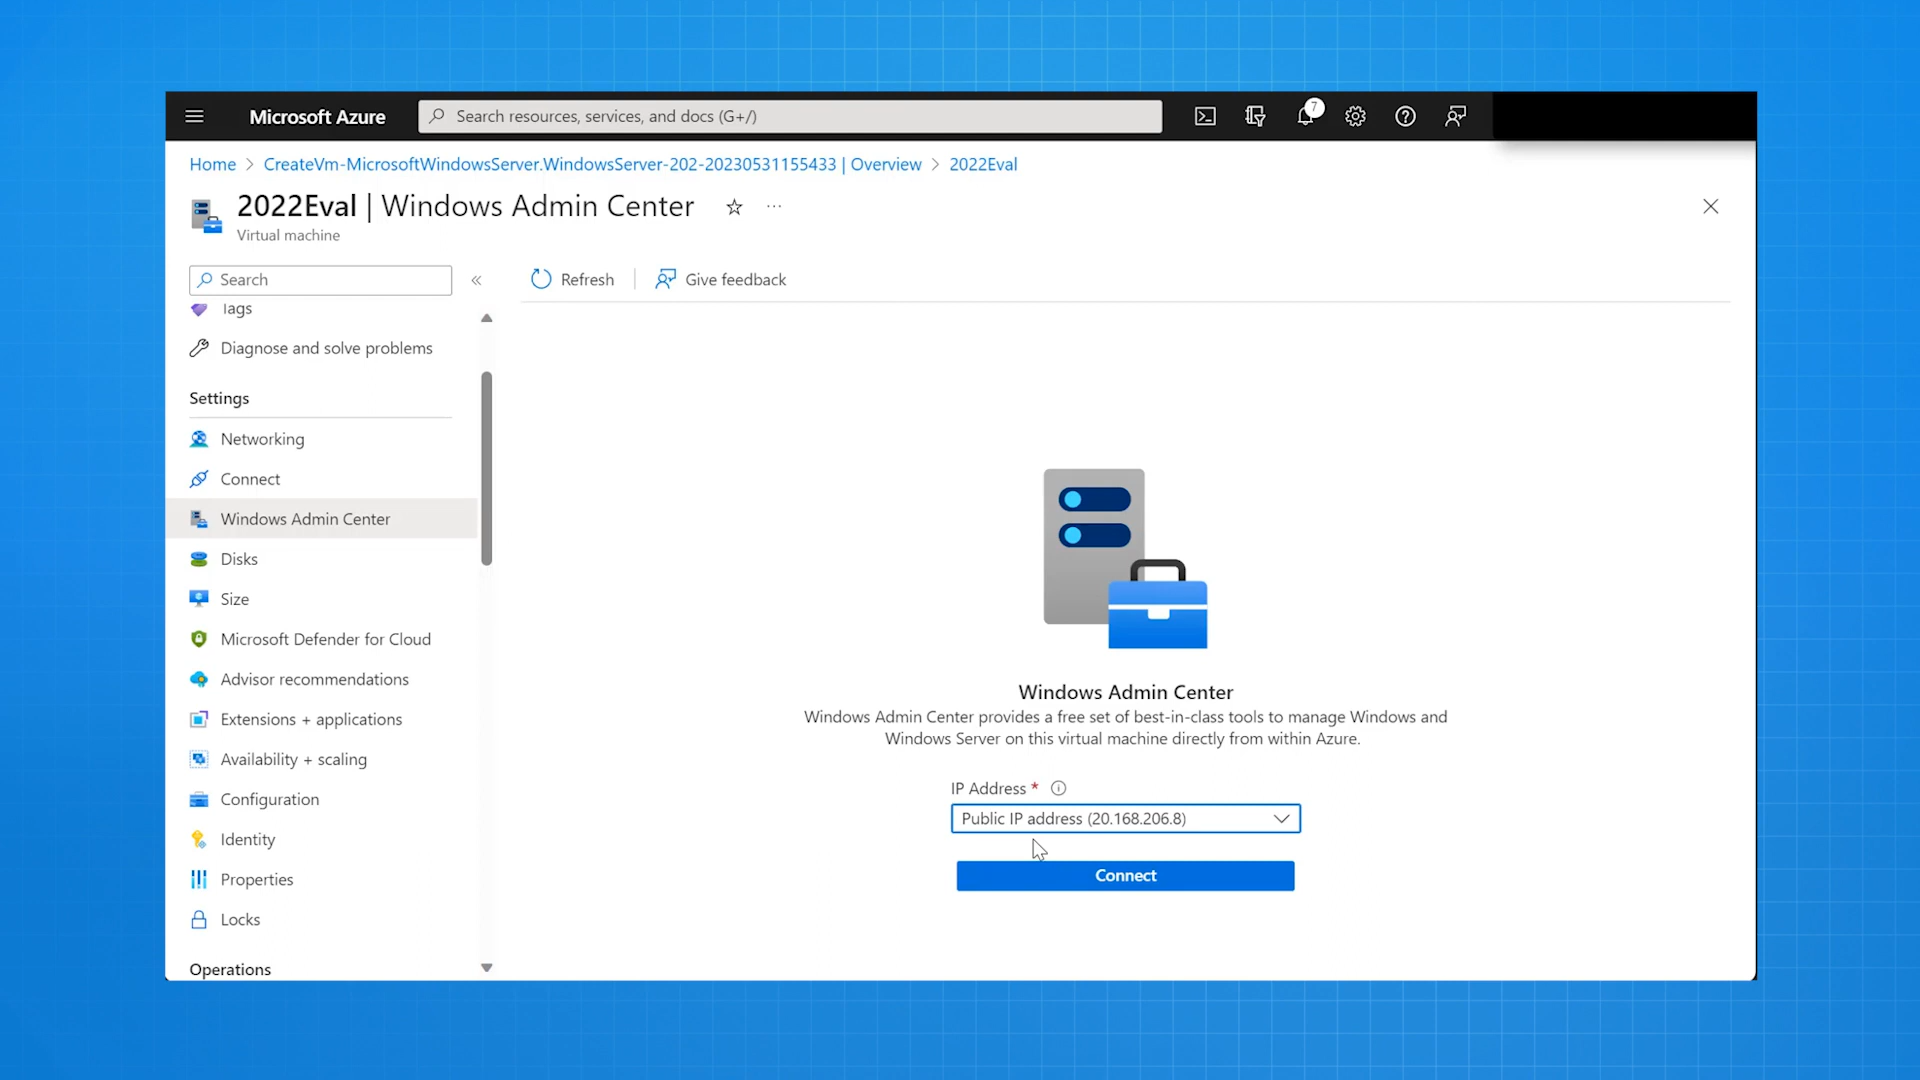 Microsoft Azure
Search resources, services, and docs (G+/)
7
Home > CreateVm-MicrosoftWindowsServer.WindowsServer-202-20230531155433 | Overview > 2022Eval
2022Eval | Windows Admin Center
Virtual machine
Search
Refresh
Give feedback
Tags
Diagnose and solve problems
Settings
Networking
Connect
Windows Admin Center
Disks
Size
Microsoft Defender for Cloud
Advisor recommendations
Extensions + applications
Availability + scaling
Configuration
Identity
Properties
Locks
Operations
Windows Admin Center
Windows Admin Center provides a free set of best-in-class tools to manage Windows and
Windows Server on this virtual machine directly from within Azure.
IP Address *
Public IP address (20.168.206.8)
Connect